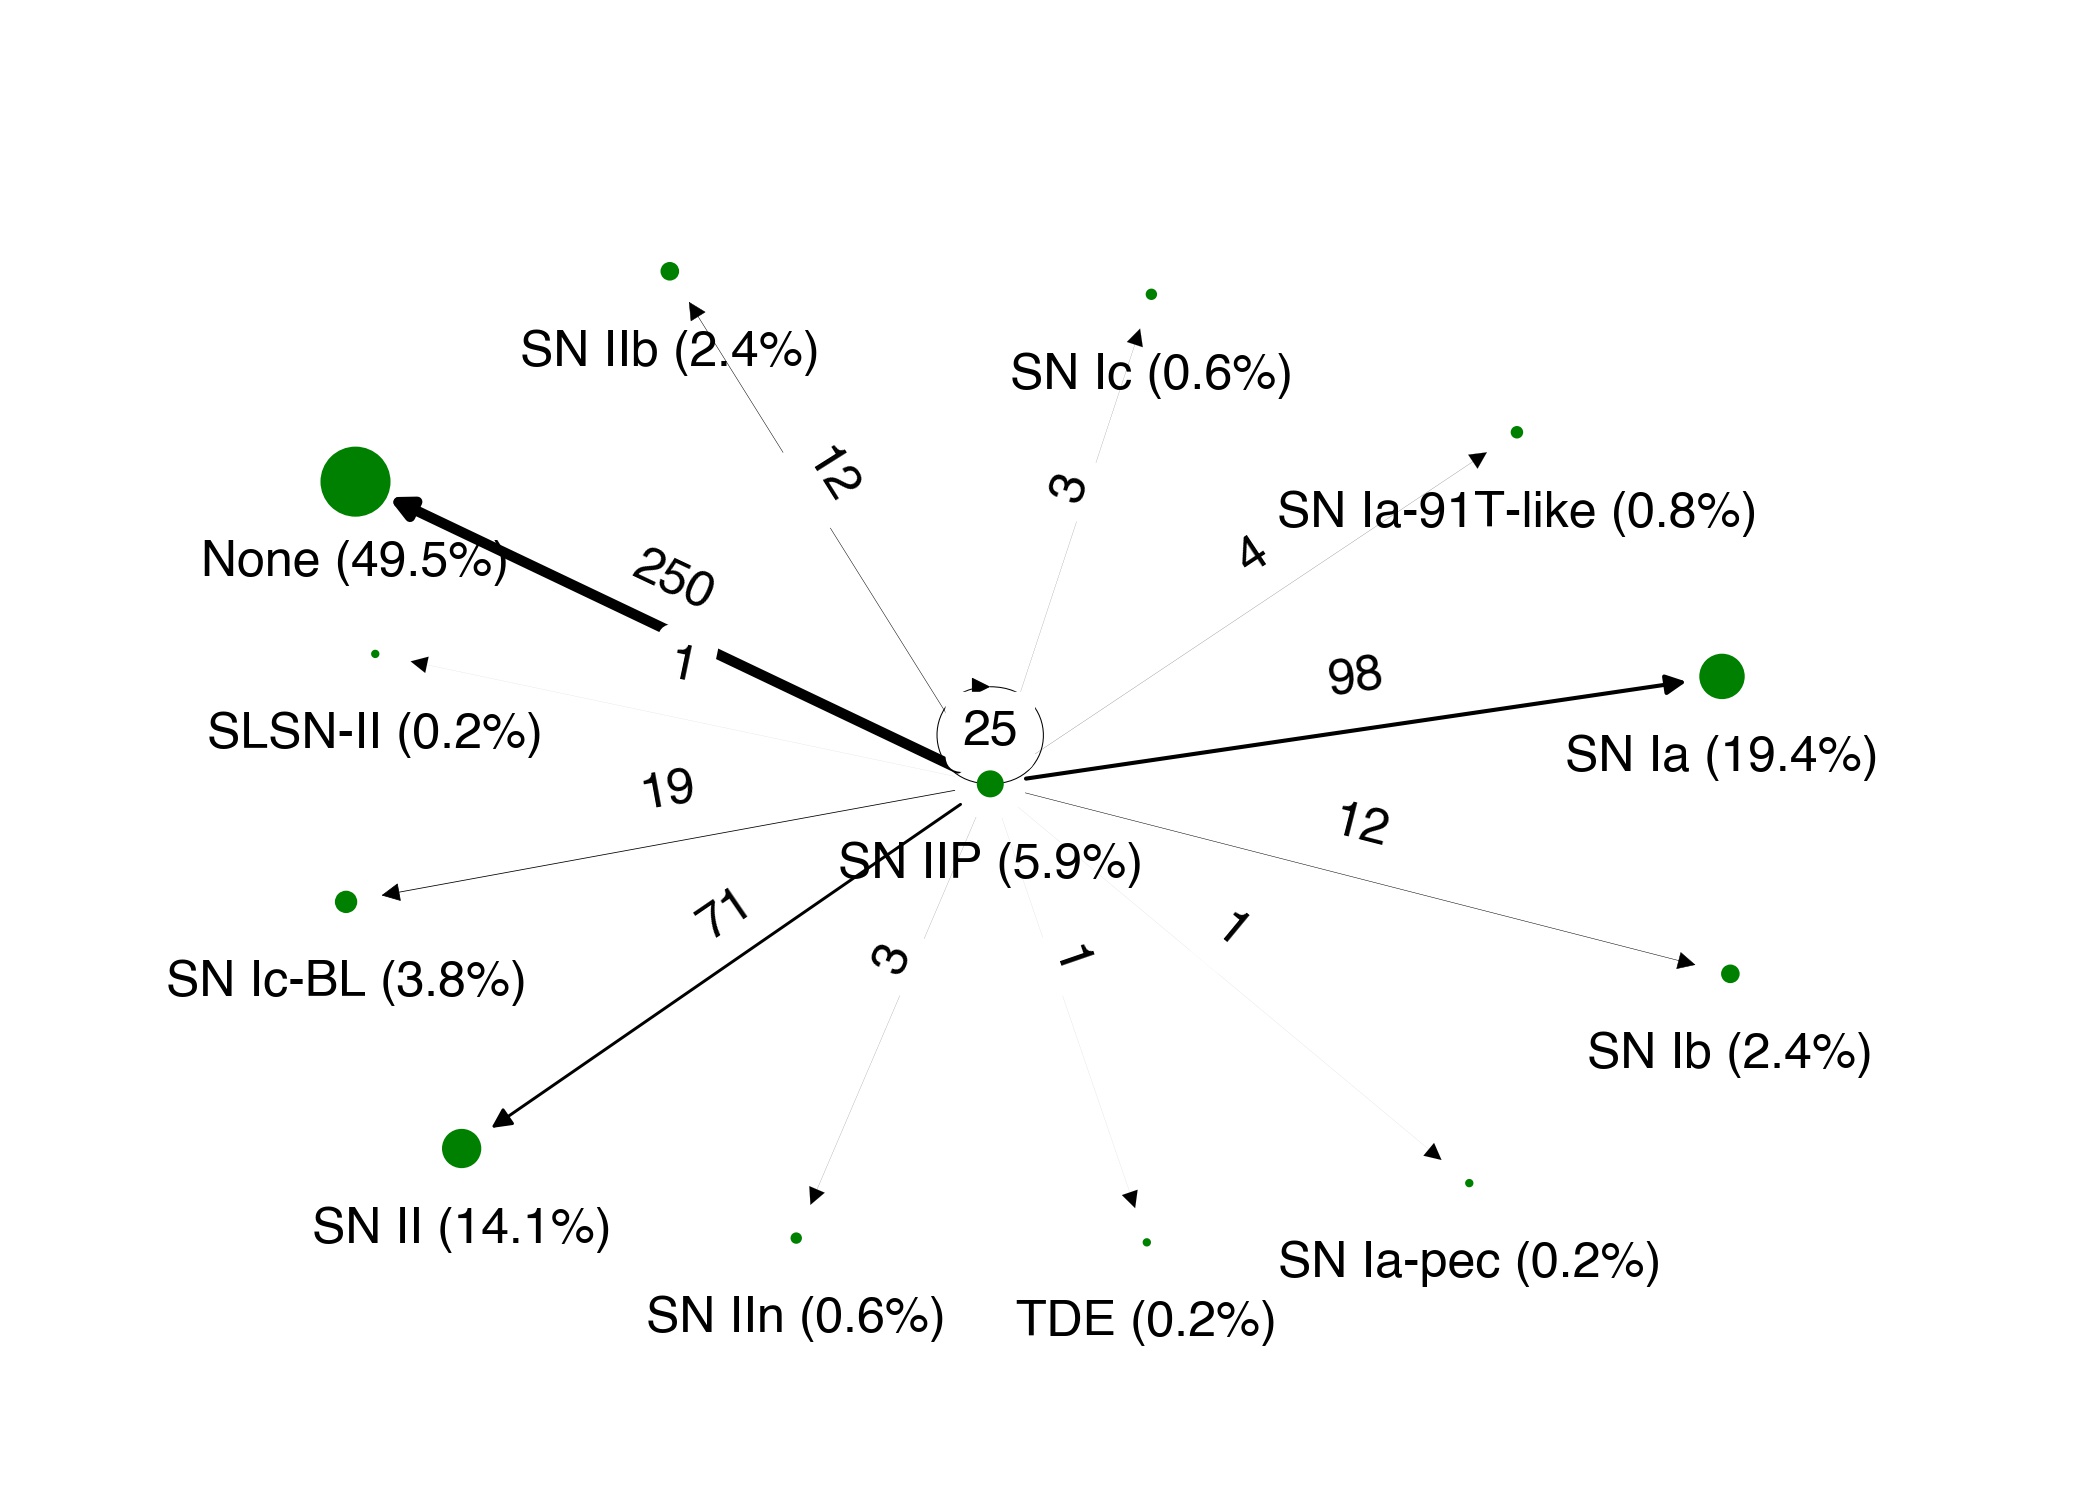 SN IIb (2.4%)
SN Ic (0.6%)
12
3
SN Ia-91T-like (0.8%)
4
None (49.5%)
250
1
98
SLSN-II (0.2%)
25
SN Ia (19.4%)
19
12
SN IIP (5.9%)
71
3
1
1
SN Ic-BL (3.8%)
SN Ib (2.4%)
SN II (14.1%)
SN Ia-pec (0.2%)
SN IIn (0.6%)
TDE (0.2%)